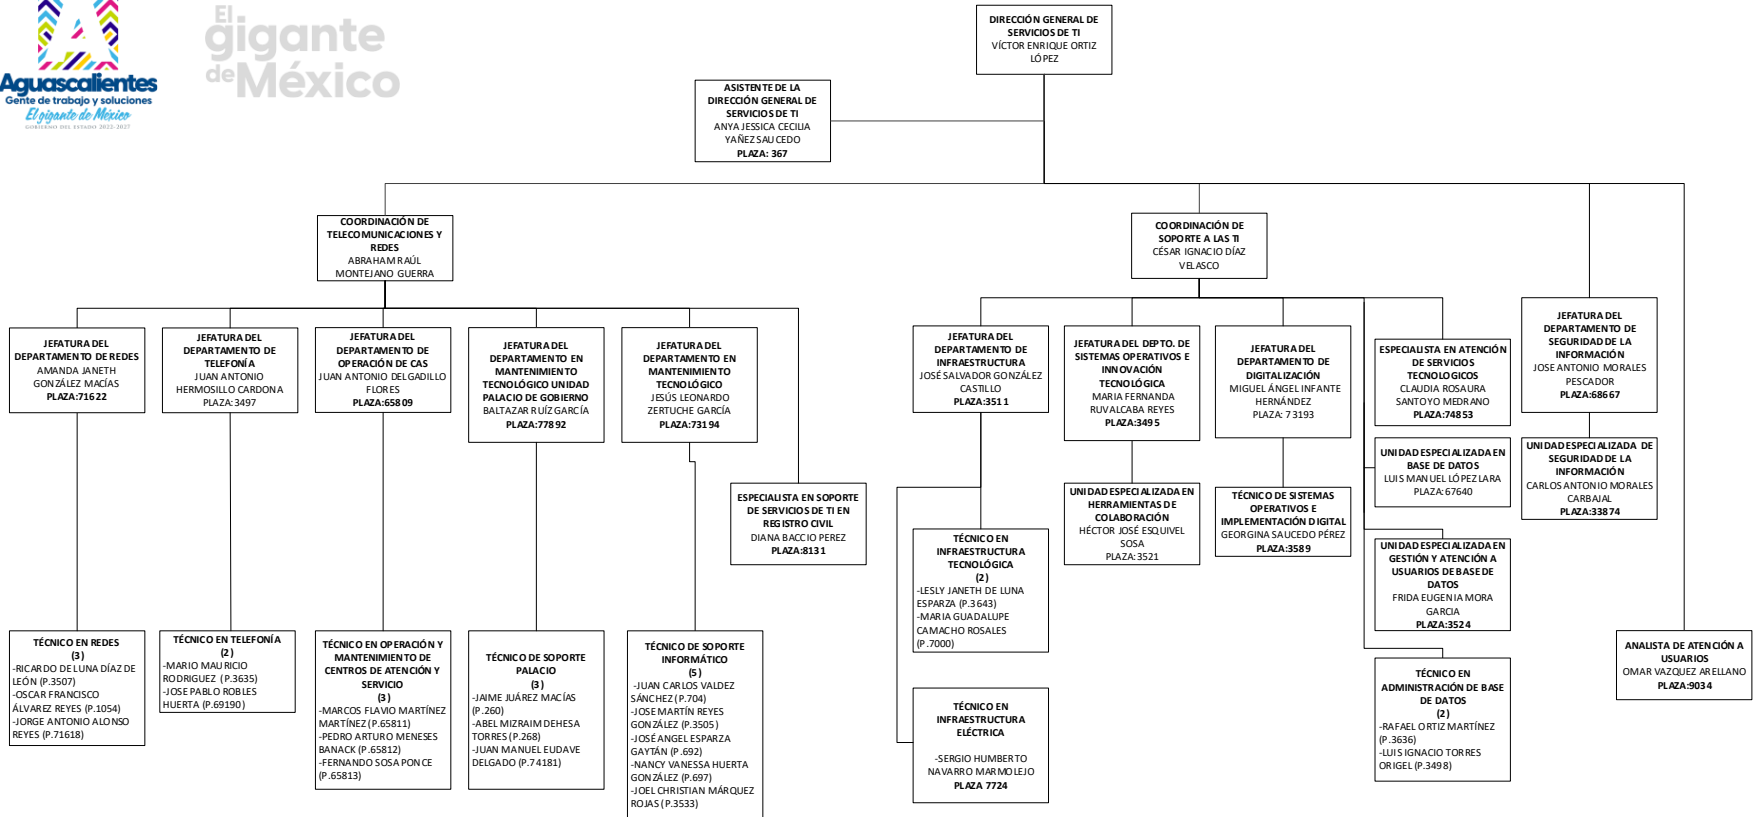 Aguascalientes
Gente de trabajo y soluciones
El gigante de México
GOBIERNO DEL ESTADO 2022-2027
El
gigante
de México
DIRECCIÓN GENERAL DE
SERVICIOS DE TI
VÍCTOR ENRIQUE ORTIZ
LÓPEZ
ASISTENTE DE LA
DIRECCIÓN GENERAL DE
SERVICIOS DE TI
ANYA JESSICA CECILIA
YAÑEZ SAUCEDO
PLAZA: 367
COORDINACIÓN DE
TELECOMUNICACIONES Y
REDES
ABRAHAM RAÚL
MONTEJANO GUERRA
COORDINACIÓN DE
SOPORTE A LAS TI
CÉSAR IGNACIO DÍAZ
VELASCO
JEFATURA DEL
DEPARTAMENTO DE REDES
AMANDA JANETH
GONZÁLEZ MACÍAS
PLAZA:71622
JEFATURA DEL
DEPARTAMENTO DE
TELEFONÍA
JUAN ANTONIO
HERMOSILLO CARDONA
PLAZA:3497
JEFATURA DEL
DEPARTAMENTO DE
OPERACIÓN DE CAS
JUAN ANTONIO DELGADILLO
FLORES
PLAZA:65809
JEFATURA DEL
DEPARTAMENTO EN
MANTENIMIENTO
TECNOLÓGICO UNIDAD
PALACIO DE GOBIERNO
BALTAZAR RUÍZ GARCÍA
PLAZA:77892
JEFATURA DEL
DEPARTAMENTO EN
MANTENIMIENTO
TECNOLÓGICO
JESÚS LEONARDO
ZERTUCHE GARCÍA
PLAZA:73194
ESPECIALISTA EN SOPORTE
DE SERVICIOS DE TI EN
REGISTRO CIVIL
DIANA BACCIO PEREZ
PLAZA:8131
JEFATURA DEL
DEPARTAMENTO DE
INFRAESTRUCTURA
JOSÉ SALVADOR GONZÁLEZ
CASTILLO
PLAZA:3511
JEFATURA DEL DEPTO. DE
SISTEMAS OPERATIVOS E
INNOVACIÓN
TECNOLÓGICA
MARIA FERNANDA
RUVALCABA REYES
PLAZA:3495
JEFATURA DEL
DEPARTAMENTO DE
DIGITALIZACIÓN
MIGUEL ÁNGEL INFANTE
HERNÁNDEZ
PLAZA: 73193
ESPECIALISTA EN ATENCIÓN
DE SERVICIOS
TECNOLOGICOS
CLAUDIA ROSAURA
SANTOYO MEDRANO
PLAZA:74853
JEFATURA DEL
DEPARTAMENTO DE
SEGURIDAD DE LA
INFORMACIÓN
JOSE ANTONIO MORALES
PESCADOR
PLAZA:68667
UNIDAD ESPECIALIZADA EN
BASE DE DATOS
LUIS MANUEL LÓPEZ LARA
PLAZA:67640
UNIDAD ESPECIALIZADA DE
SEGURIDAD DE LA
INFORMACIÓN
CARLOS ANTONIO MORALES
CARBAJAL
PLAZA:33874
UNIDAD ESPECIALIZADA EN
HERRAMIENTAS DE
COLABORACIÓN
HÉCTOR JOSÉ ESQUIVEL
SOSA
PLAZA:3521
TÉCNICO DE SISTEMAS
OPERATIVOS E
IMPLEMENTACIÓN DIGITAL
GEORGINA SAUCEDO PÉREZ
PLAZA:3589
TÉCNICO EN
INFRAESTRUCTURA
TECNOLÓGICA
(2)
-LESLY JANETH DE LUNA
ESPARZA (P.3643)
-MARIA GUADALUPE
CAMACHO ROSALES
(P.7000)
UNIDAD ESPECIALIZADA EN
GESTIÓN Y ATENCIÓN A
USUARIOS DE BASE DE
DATOS
FRIDA EUGENIA MORA
GARCIA
PLAZA:3524
TÉCNICO EN REDES
(3)
-RICARDO DE LUNA DÍAZ DE
LEÓN (P.3507)
-OSCAR FRANCISCO
ÁLVAREZ REYES (P.1054)
-JORGE ANTONIO ALONSO
REYES (P.71618)
TÉCNICO EN TELEFONÍA
(2)
-MARIO MAURICIO
RODRIGUEZ (P.3635)
-JOSE PABLO ROBLES
HUERTA (P.69190)
TÉCNICO EN OPERACIÓN Y
MANTENIMIENTO DE
CENTROS DE ATENCIÓN Y
SERVICIO
(3)
-MARCOS FLAVIO MARTÍNEZ
MARTÍNEZ (P.65811)
-PEDRO ARTURO MENESES
BANACK (P.65812)
-FERNANDO SOSA PONCE
(P.65813)
TÉCNICO DE SOPORTE
PALACIO
(3)
-JAIME JUÁREZ MACÍAS
(P.260)
-ABEL MIZRAIM DEHESA
TORRES (P.268)
-JUAN MANUEL EUDAVE
DELGADO (P.74181)
TÉCNICO DE SOPORTE
INFORMÁTICO
(5)
-JUAN CARLOS VALDEZ
SÁNCHEZ (P.704)
-JOSE MARTÍN REYES
GONZÁLEZ (P.3505)
-JOSÉ ANGEL ESPARZA
GAYTÁN (P.692)
-NANCY VANESSA HUERTA
GONZÁLEZ (P.697)
-JOEL CHRISTIAN MÁRQUEZ
ROJAS (P.3533)
TÉCNICO EN
INFRAESTRUCTURA
ELÉCTRICA
-SERGIO HUMBERTO
NAVARRO MARMOLEJO
PLAZA 7724
TÉCNICO EN
ADMINISTRACIÓN DE BASE
DE DATOS
(2)
-RAFAEL ORTIZ MARTÍNEZ
(P.3636)
-LUIS IGNACIO TORRES
ORIGEL (P.3498)
ANALISTA DE ATENCIÓN A
USUARIOS
OMAR VAZQUEZ ARELLANO
PLAZA:9034